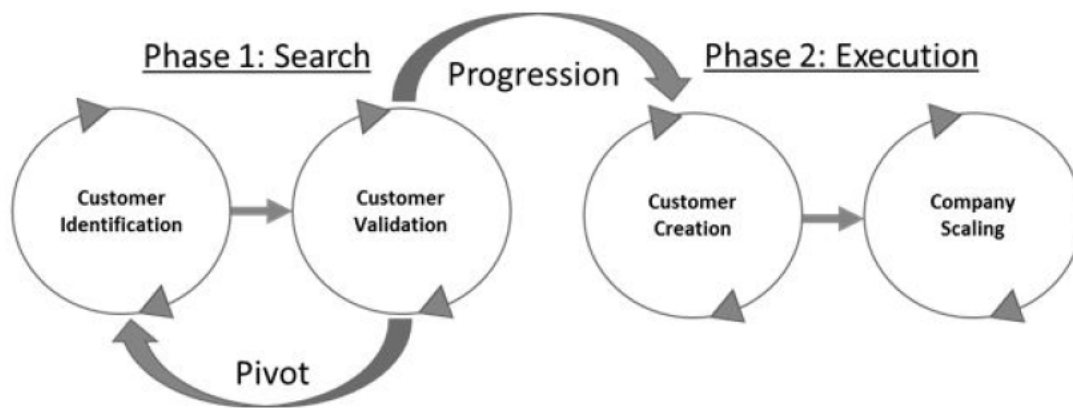 Phase 1: Search
Progression
Phase 2: Execution
Customer
Identification
Customer
Validation
Customer
Creation
Company
Scaling
Pivot